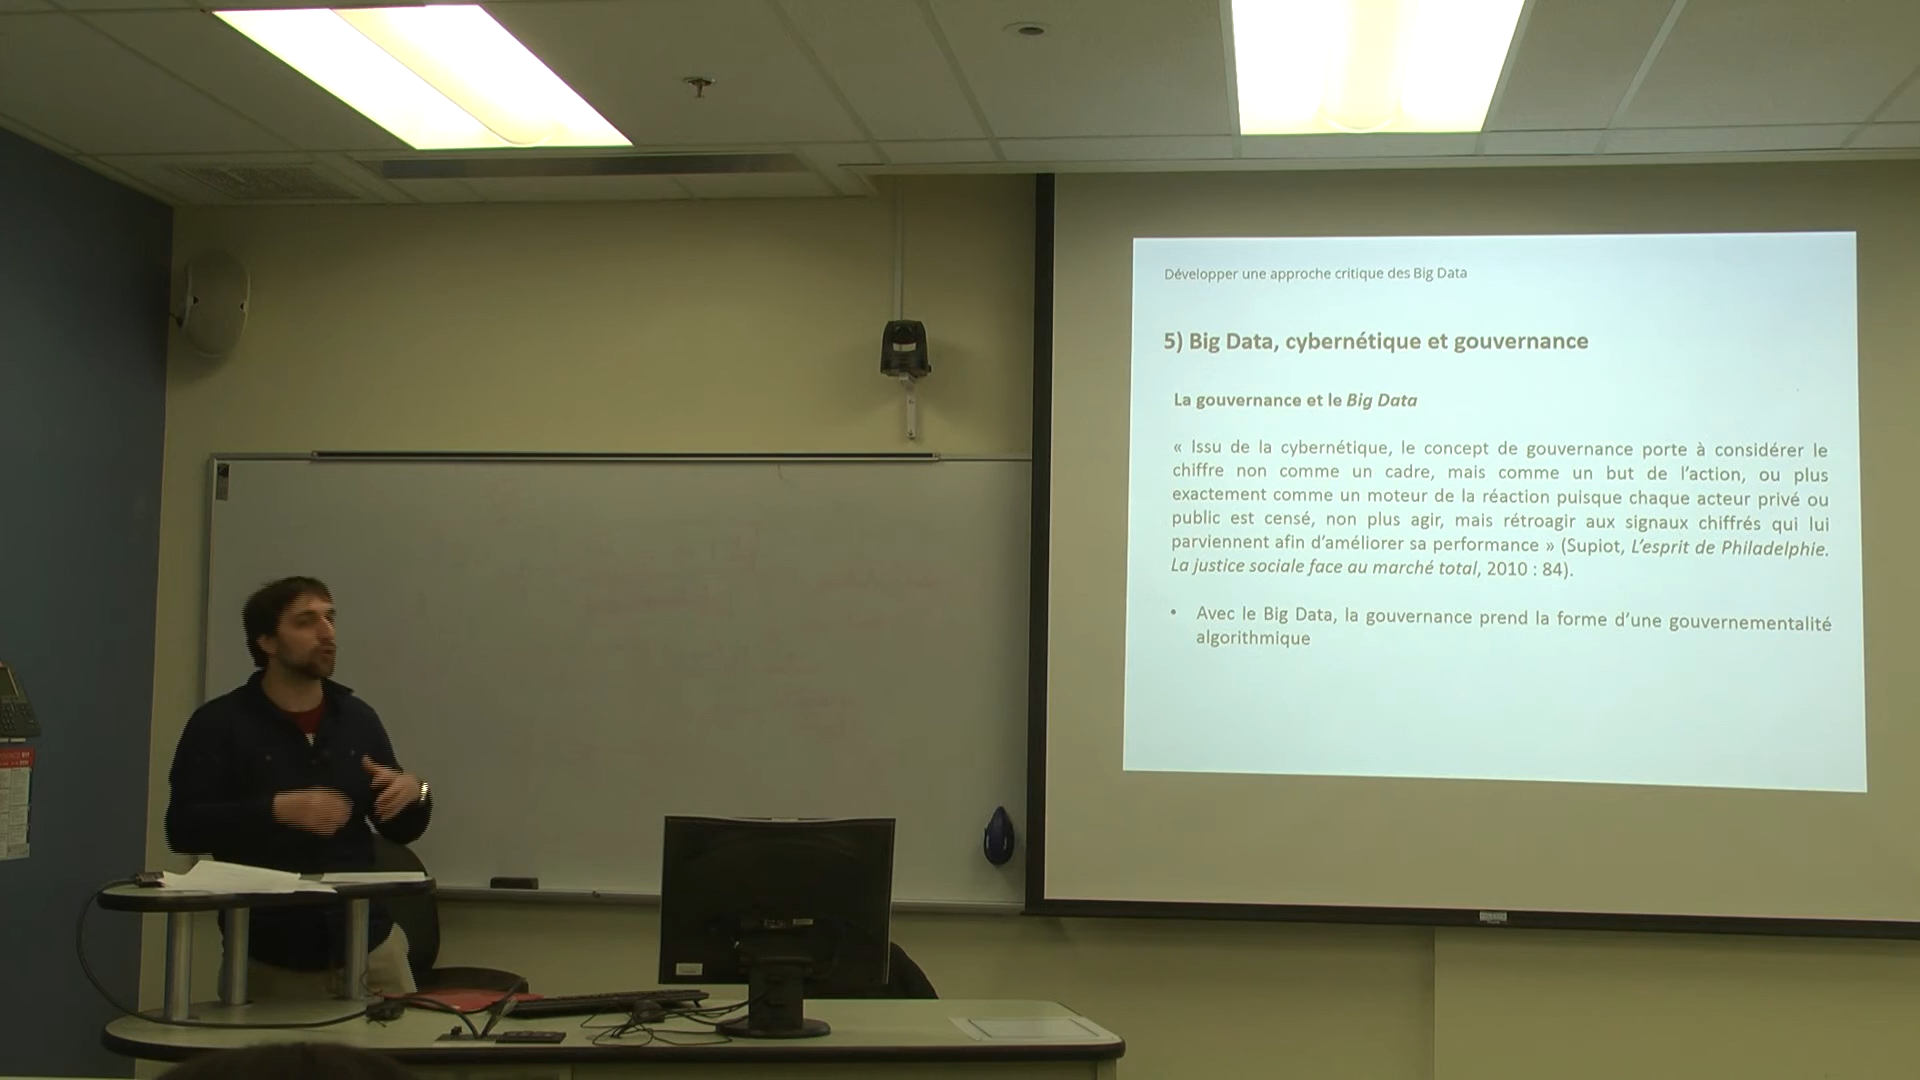 Développer une approche critique des Big Data
5) Big Data, cybernétique et gouvernance
La gouvernance et le Big Data
« Issu de la cybernétique, le concept de gouvernance porte à considérer le
chiffre non comme un cadre, mais comme un but de l’action, ou plus
exactement comme un moteur de la réaction puisque chaque acteur privé ou
public est censé, non plus agir, mais rétroagir aux signaux chiffrés qui lui
parviennent afin d’améliorer sa performance » (Supiot, L’esprit de Philadelphie.
La justice sociale face au marché total, 2010 : 84).
• Avec le Big Data, la gouvernance prend la forme d’une gouvernementalité
algorithmique